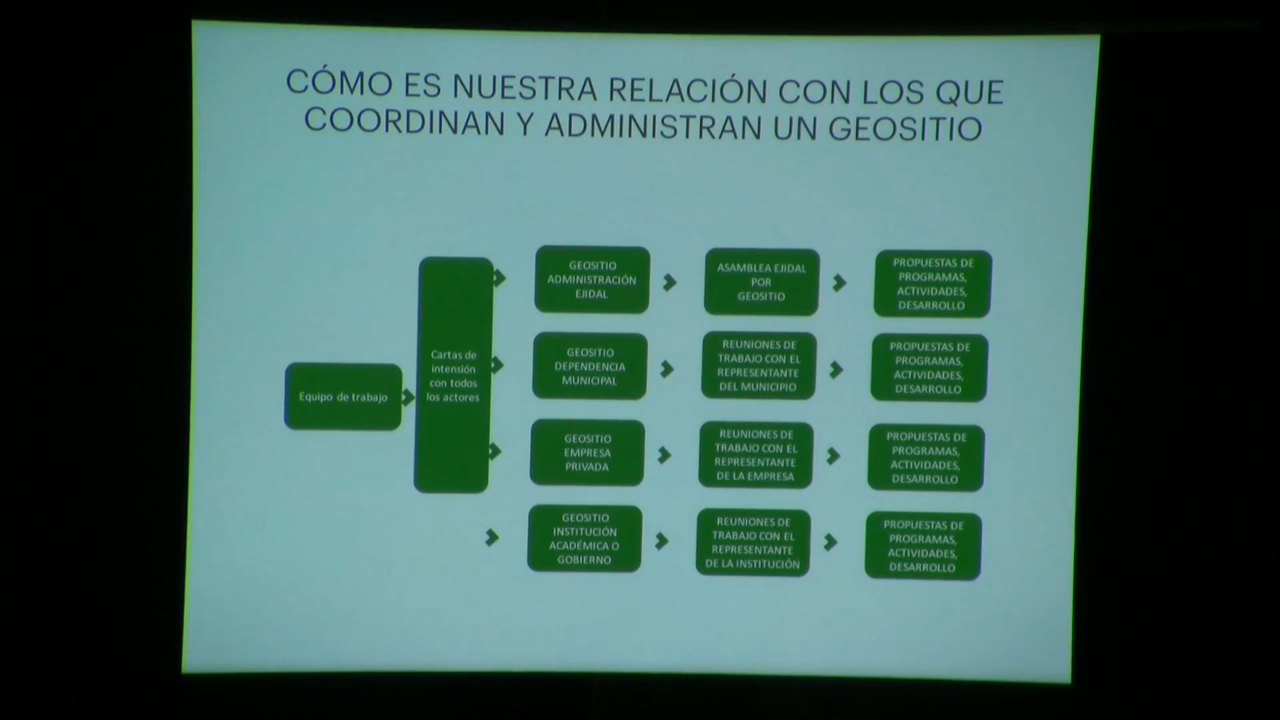 CÓMO ES NUESTRA RELACIÓN CON LOS QUE
COORDINAN Y ADMINISTRAN UN GEOSITIO
Equipo de trabajo
Cartas de
intensión
con todos
los actores
GEOSITIO
ADMINISTRACIÓN
EJIDAL
ASAMBLEA EJIDAL
POR
GEOSITIO
PROPUESTAS DE
PROGRAMAS,
ACTIVIDADES,
DESARROLLO
GEOSITIO
DEPENDENCIA
MUNICIPAL
REUNIONES DE
TRABAJO CON EL
REPRESENTANTE
DEL MUNICIPIO
PROPUESTAS DE
PROGRAMAS,
ACTIVIDADES,
DESARROLLO
GEOSITIO
EMPRESA
PRIVADA
REUNIONES DE
TRABAJO CON EL
REPRESENTANTE
DE LA EMPRESA
PROPUESTAS DE
PROGRAMAS,
ACTIVIDADES,
DESARROLLO
GEOSITIO
INSTITUCIÓN
ACADÉMICA O
GOBIERNO
REUNIONES DE
TRABAJO CON EL
REPRESENTANTE
DE LA INSTITUCIÓN
PROPUESTAS DE
PROGRAMAS,
ACTIVIDADES,
DESARROLLO